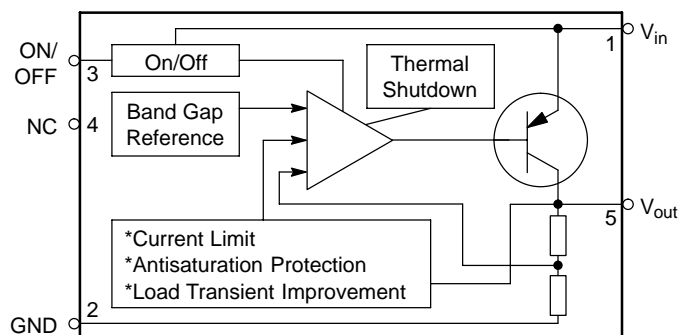 ON/
OFF
3
On/Off
Thermal
Shutdown
1
Vin
NC
4
Band Gap
Reference
5
Vout
*Current Limit
*Antisaturation Protection
*Load Transient Improvement
GND
2